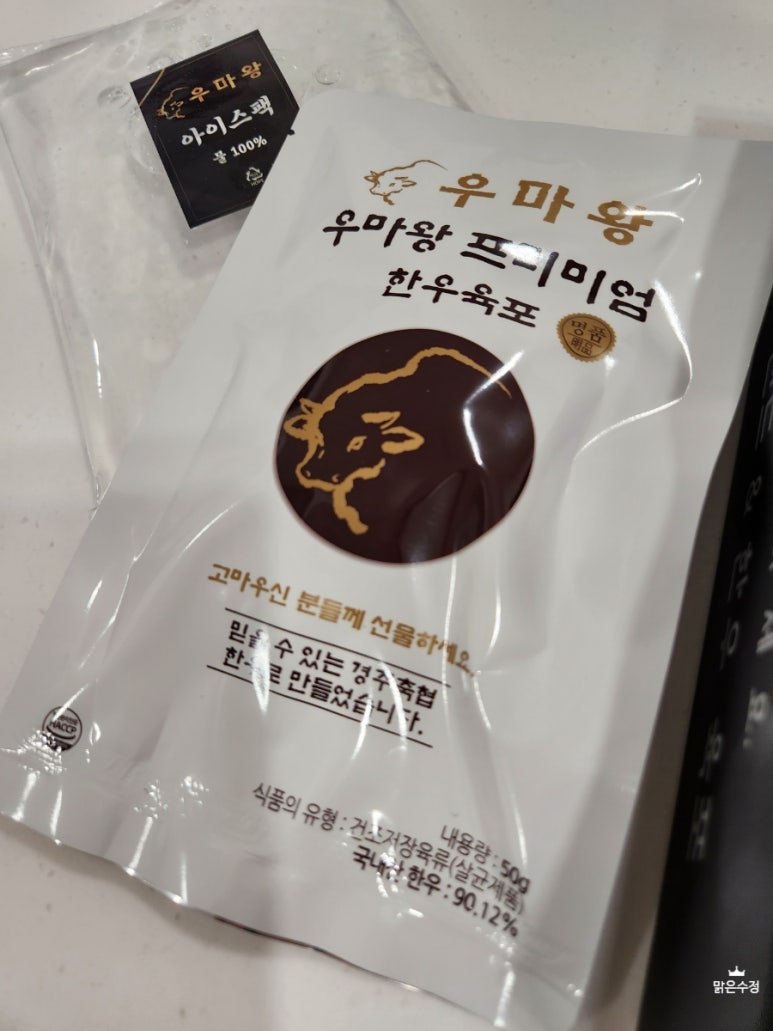 우마왕
아이스팩
물 100%
우마왕
우마왕 프리미엄
한우육포
명품
고마우신 분들께 선물하세요.
믿을 수 있는 경주축협
한우로 만들었습니다.
HACCP
내용량 : 50g
식품의 유형 : 건조저장육류(살균제품)
국내산 한우 : 90.12%
맑은수정